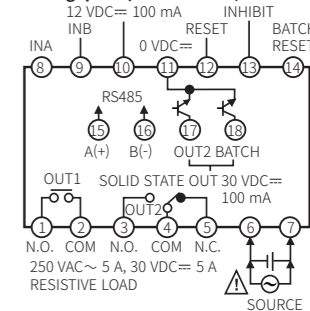 12 VDC⎓ 100 mA INHIBIT
INB RESET BATCH
INA 0 VDC⎓ RESET
8 9 10 11 12 13 14
RS485
15 16 17 18
A(+) B(-) OUT2 BATCH
OUT1 SOLID STATE OUT 30 VDC⎓
100 mA
OUT2
1 2 3 4 5 6 7
N.O. COM N.O. COM N.C.
250 VAC∼ 5 A, 30 VDC⎓ 5 A
RESISTIVE LOAD
SOURCE